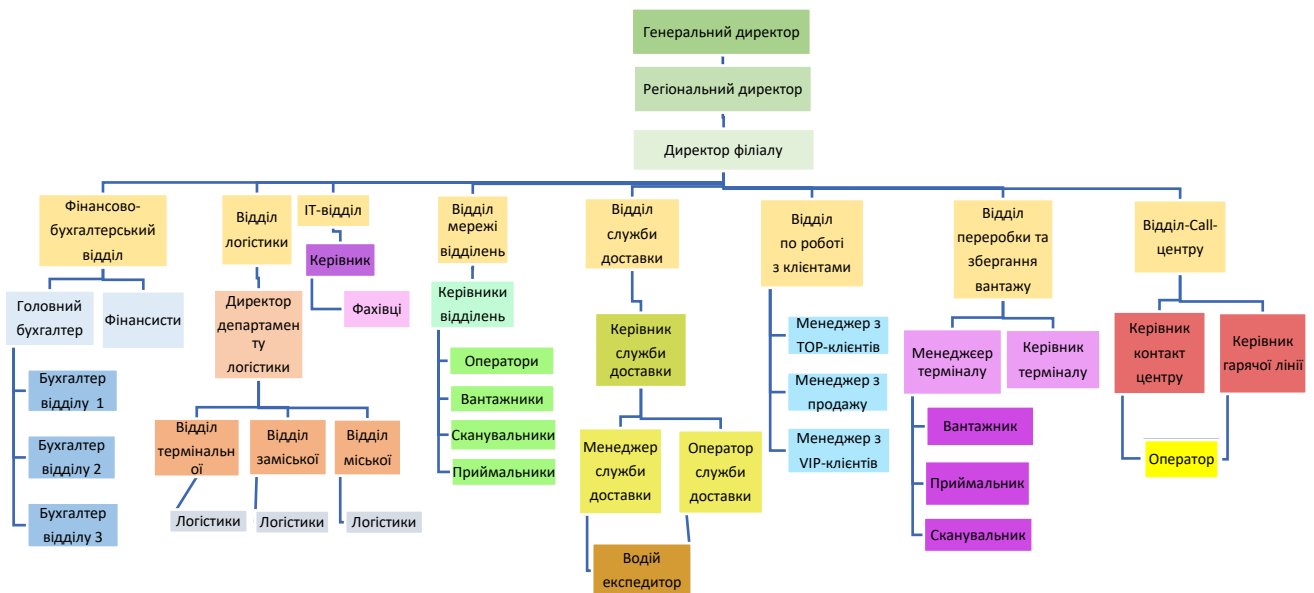 Генеральний директор
Регіональний директор
Директор філіалу
Фінансово-
бухгалтерський
відділ
Відділ
логістики
ІТ-відділ
Відділ
мережі
відділень
Відділ
служби
доставки
Відділ
по роботі
з клієнтами
Відділ
переробки та
збергання
вантажу
Відділ-Call-
центру
Головний
бухгалтер
Фінансисти
Бухгалтер
відділу 1
Бухгалтер
відділу 2
Бухгалтер
відділу 3
Директор
департамен
ту
логістики
Відділ
термінальн
ої
Відділ
заміської
Відділ
міської
Логістики
Логістики
Логістики
Керівник
Фахівці
Керівники
відділень
Оператори
Вантажники
Сканувальники
Приймальники
Керівник
служби
доставки
Менеджер
служби
доставки
Оператор
служби
доставки
Водій
експедитор
Менеджер з
ТОР-клієнтів
Менеджер з
продажу
Менеджер з
VIP-клієнтів
Менеджєер
терміналу
Керівник
терміналу
Вантажник
Приймальник
Сканувальник
Керівник
контакт
центру
Керівник
гарячої лінії
Оператор